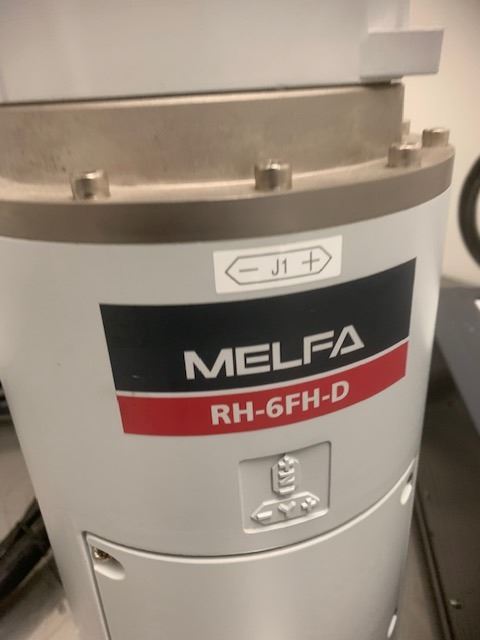 - J1 +
MELFA
RH-6FH-D
- Y +